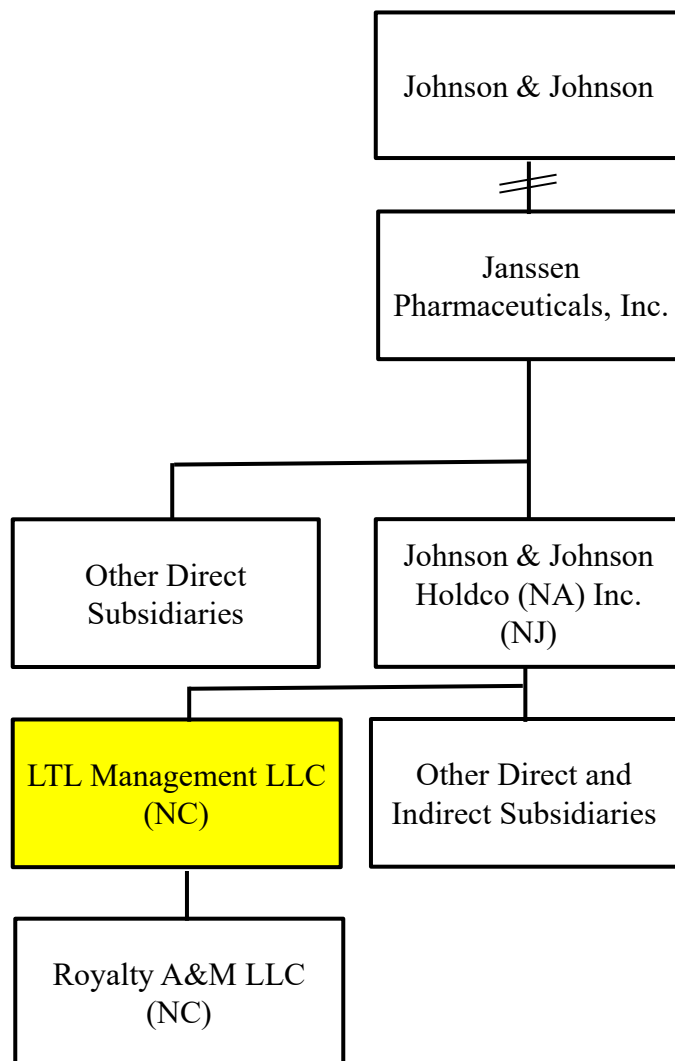 Johnson & Johnson
Janssen
Pharmaceuticals, Inc.
Other Direct
Subsidiaries
Johnson & Johnson
Holdco (NA) Inc.
(NJ)
LTL Management LLC
(NC)
Other Direct and
Indirect Subsidiaries
Royalty A&M LLC
(NC)